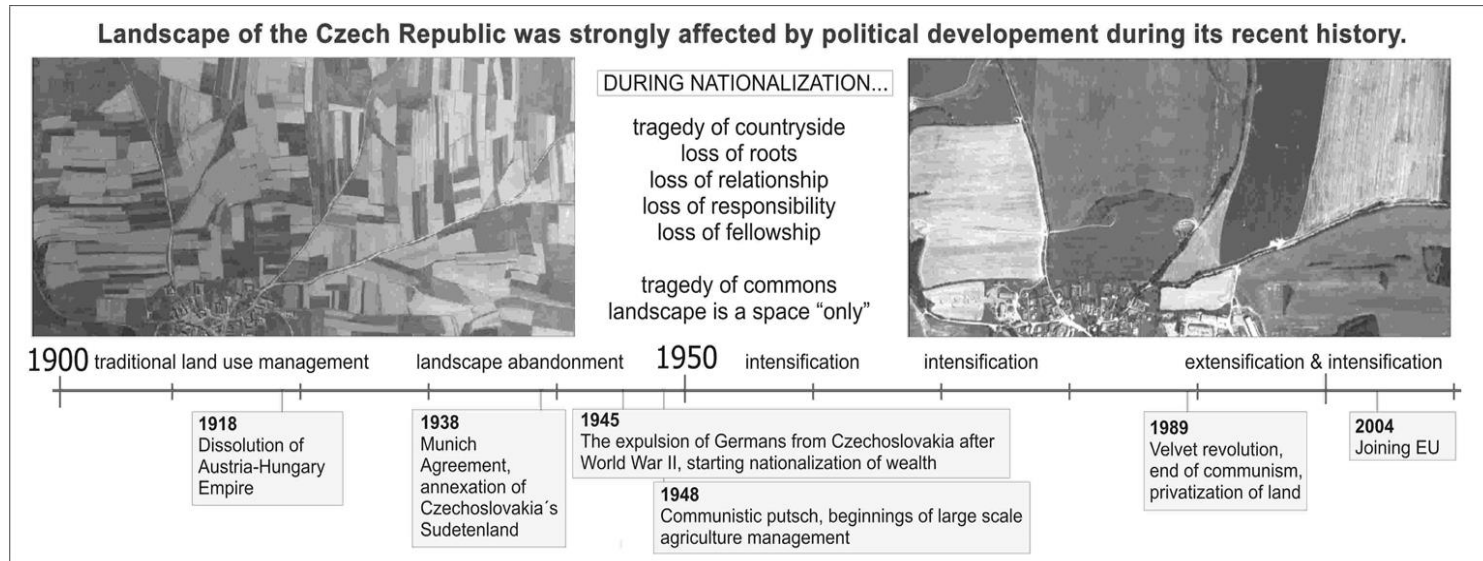 Landscape of the Czech Republic was strongly affected by political developement during its recent history.
DURING NATIONALIZATION...
tragedy of countryside
loss of roots
loss of relationship
loss of responsibility
loss of fellowship
tragedy of commons
landscape is a space “only”
1900 traditional land use management landscape abandonment 1950 intensification intensification extensification & intensification
1918
Dissolution of
Austria-Hungary
Empire
1938
Munich
Agreement,
annexation of
Czechoslovakia´s
Sudetenland
1945
The expulsion of Germans from Czechoslovakia after
World War II, starting nationalization of wealth
1948
Communistic putsch, beginnings of large scale
agriculture management
1989
Velvet revolution,
end of communism,
privatization of land
2004
Joining EU